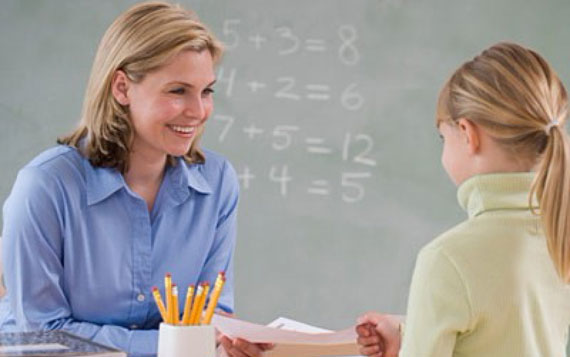 5 + 3 = 8
4 + 2 = 6
7 + 5 = 12
+ 4 = 5